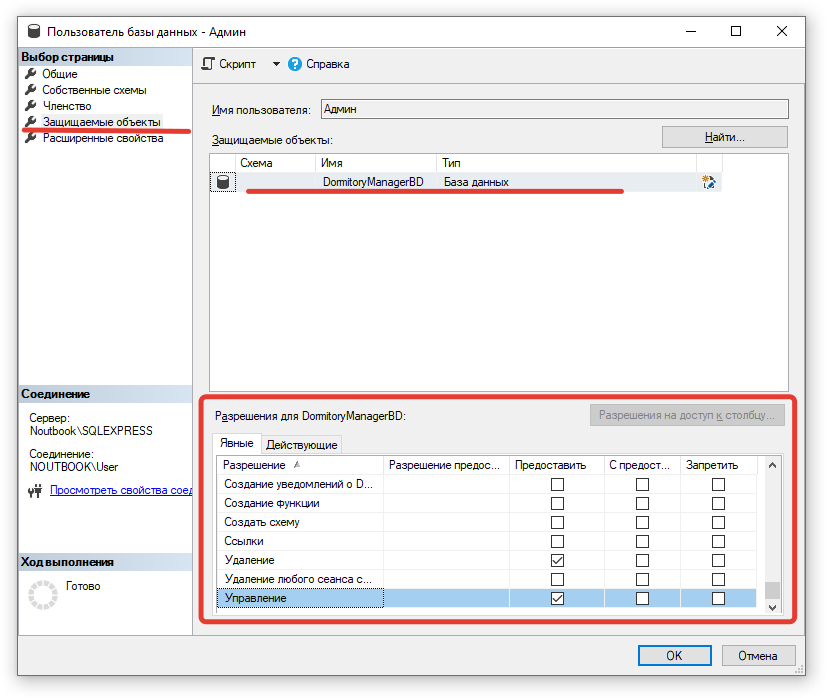 Пользователь базы данных - Админ
Выбор страницы
Общие
Собственные схемы
Членство
Защищаемые объекты
Расширенные свойства
Скрипт
Справка
Имя пользователя:
Админ
Защищаемые объекты:
Найти...
Схема Имя Тип
DormitoryManagerBD База данных
Соединение
Сервер:
Noutbook\SQLEXPRESS
Соединение:
NOUTBOOK\User
Просмотреть свойства соед
Ход выполнения
Готово
Разрешения для DormitoryManagerBD:
Разрешения на доступ к столбцу...
Явные Действующие
Разрешение Разрешение предос... Предоставить С предост... Запретить
Создание уведомлений о D...
Создание функции
Создать схему
Ссылки
Удаление
Удаление любого сеанса с...
Управление
OK Отмена